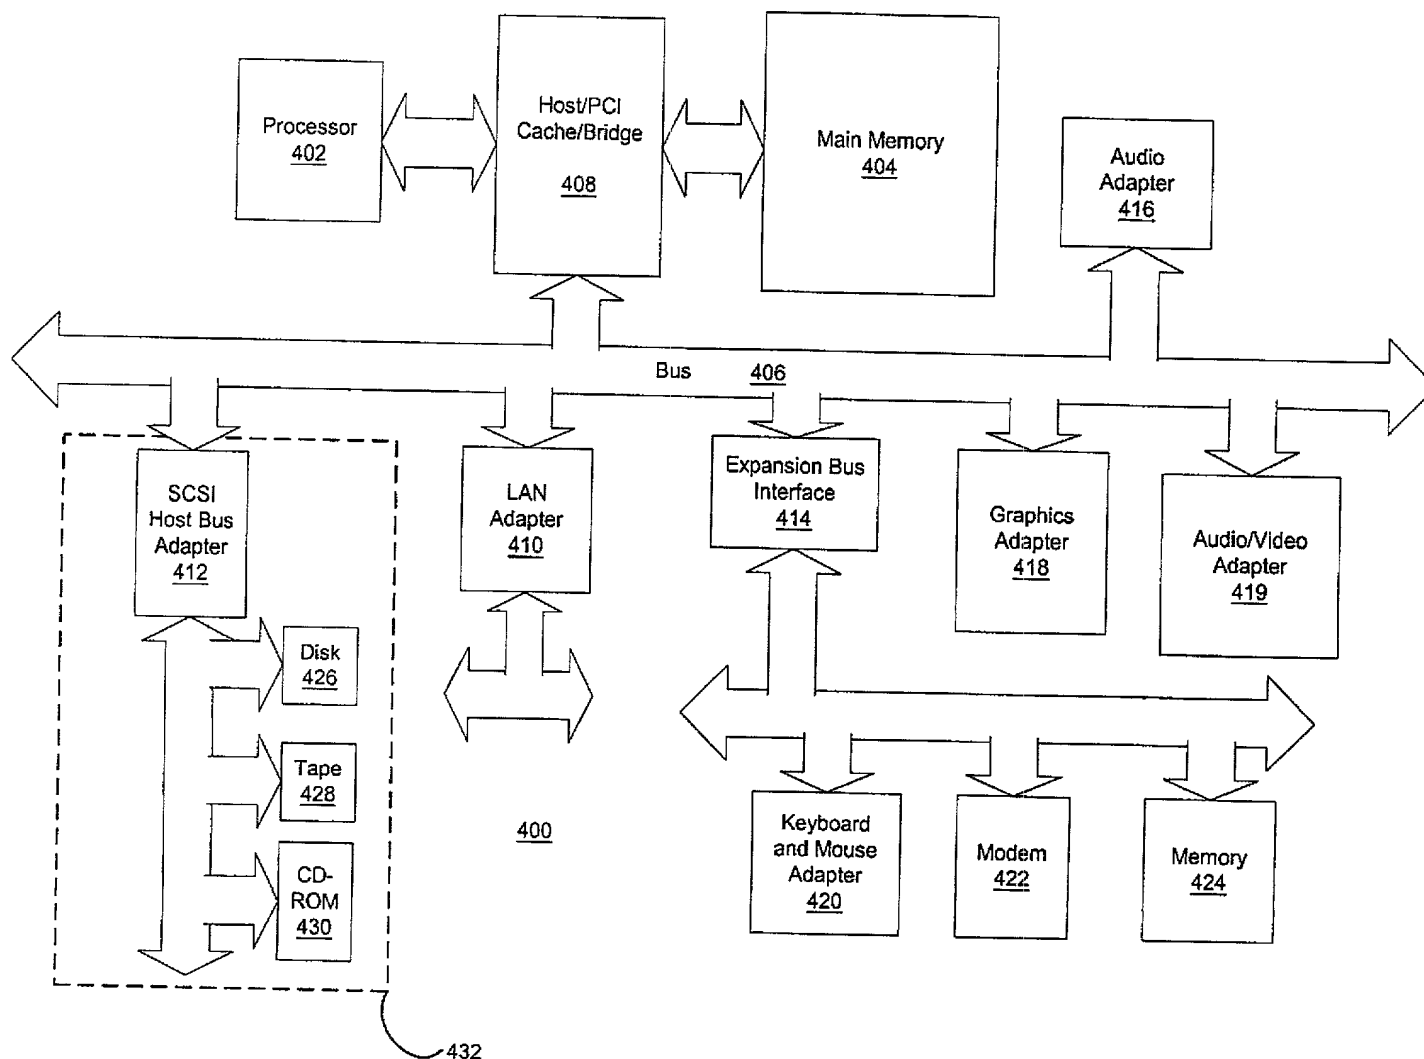 Processor
402
Host/PCI
Cache/Bridge
408
Main Memory
404
Audio
Adapter
416
Bus 406
SCSI
Host Bus
Adapter
412
LAN
Adapter
410
Expansion Bus
Interface
414
Graphics
Adapter
418
Audio/Video
Adapter
419
Disk
426
Tape
428
CD-
ROM
430
400
Keyboard
and Mouse
Adapter
420
Modem
422
Memory
424
432